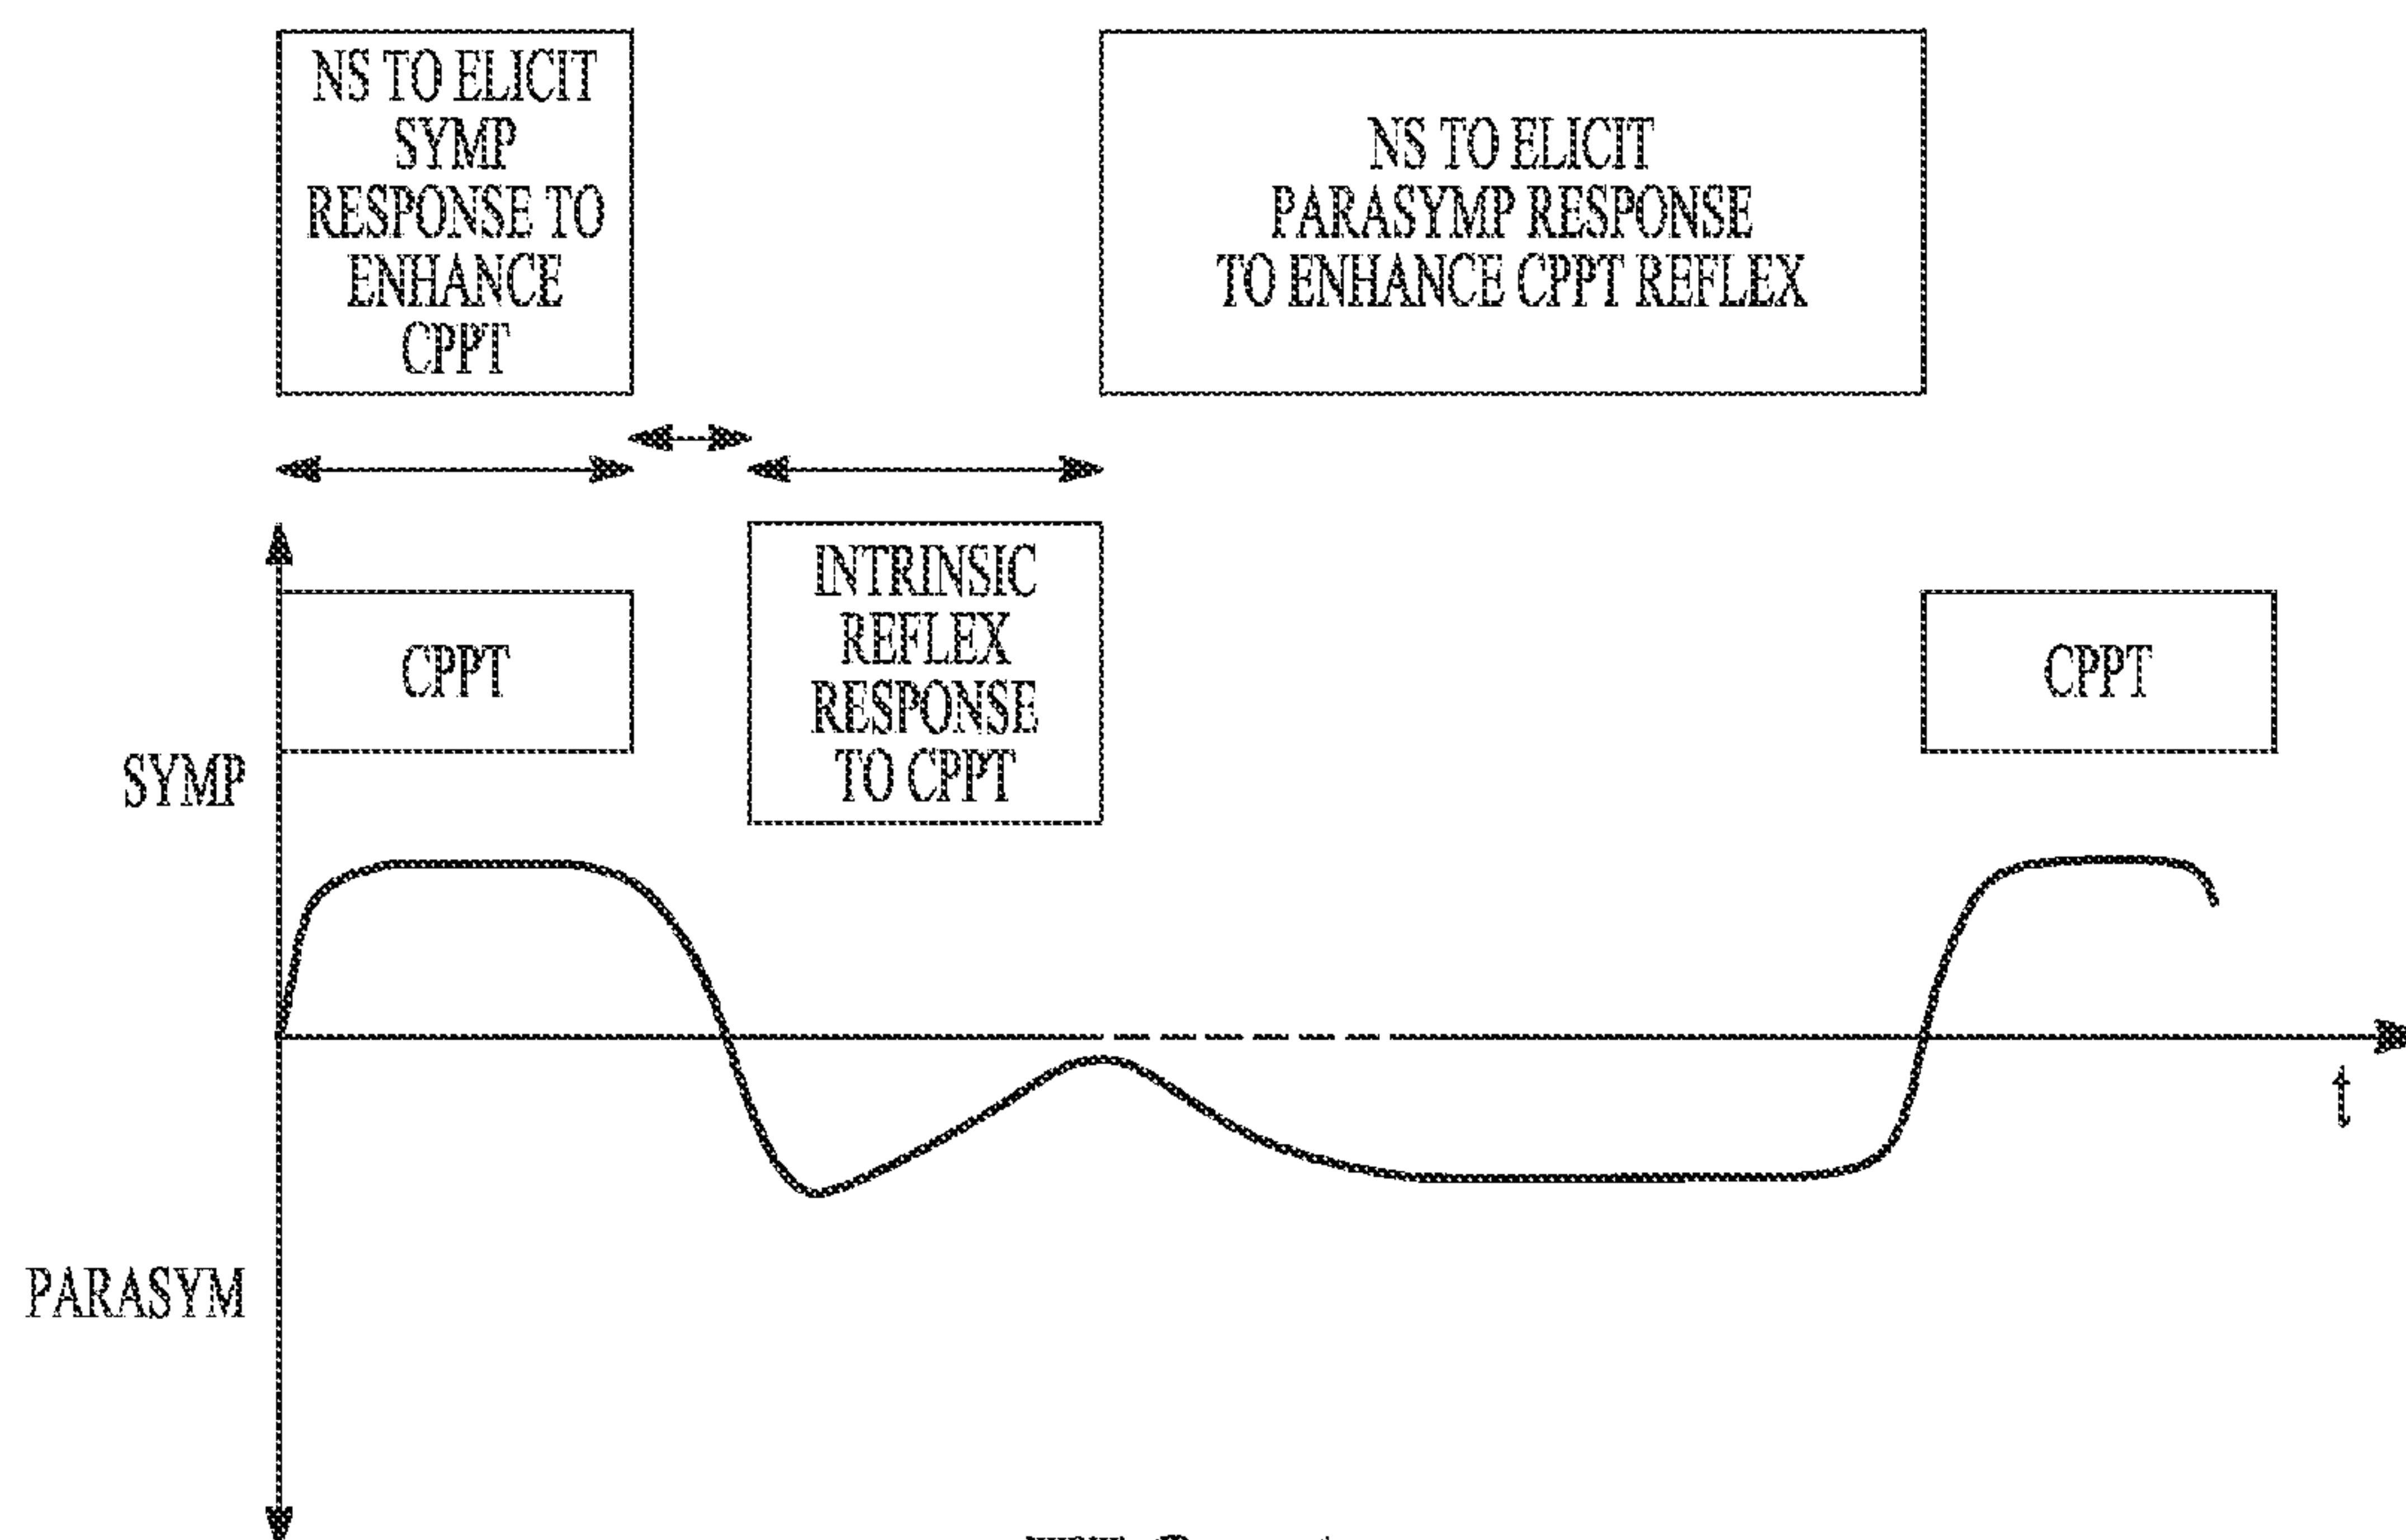 NS TO ELICIT
SYMP
RESPONSE TO
ENHANCE
CPPT
NS TO ELICIT
PARASYMP RESPONSE
TO ENHANCE CPPT REFLEX
CPPT
INTRINSIC
REFLEX
RESPONSE
TO CPPT
CPPT
SYMP
t
PARASYM